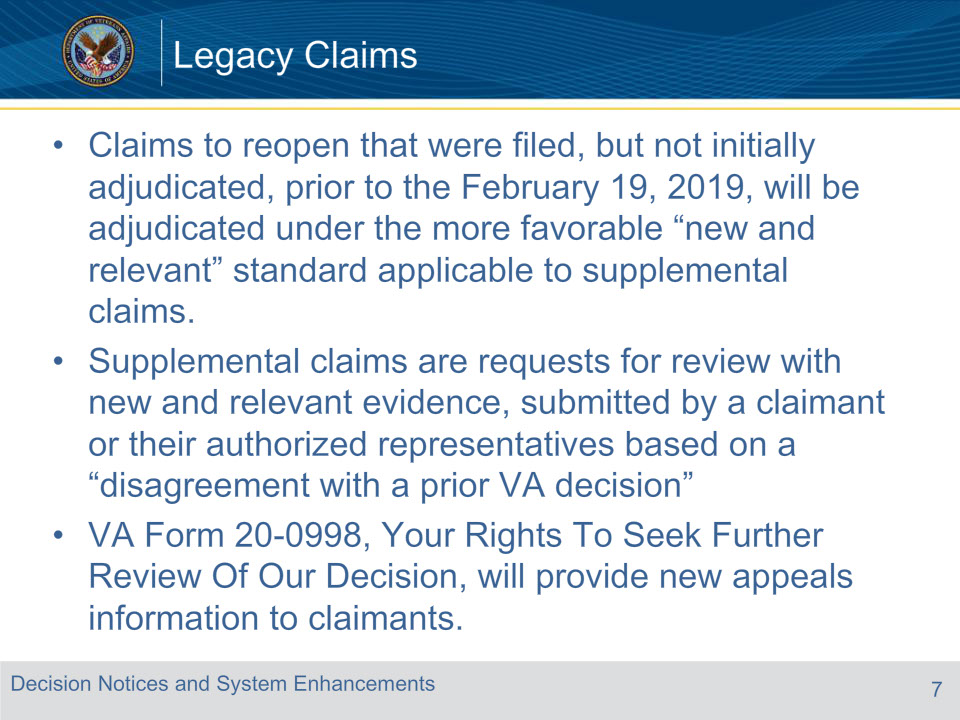 Legacy Claims
• Claims to reopen that were filed, but not initially
adjudicated, prior to the February 19, 2019, will be
adjudicated under the more favorable “new and
relevant” standard applicable to supplemental
claims.
• Supplemental claims are requests for review with
new and relevant evidence, submitted by a claimant
or their authorized representatives based on a
“disagreement with a prior VA decision”
• VA Form 20-0998, Your Rights To Seek Further
Review Of Our Decision, will provide new appeals
information to claimants.
Decision Notices and System Enhancements
7